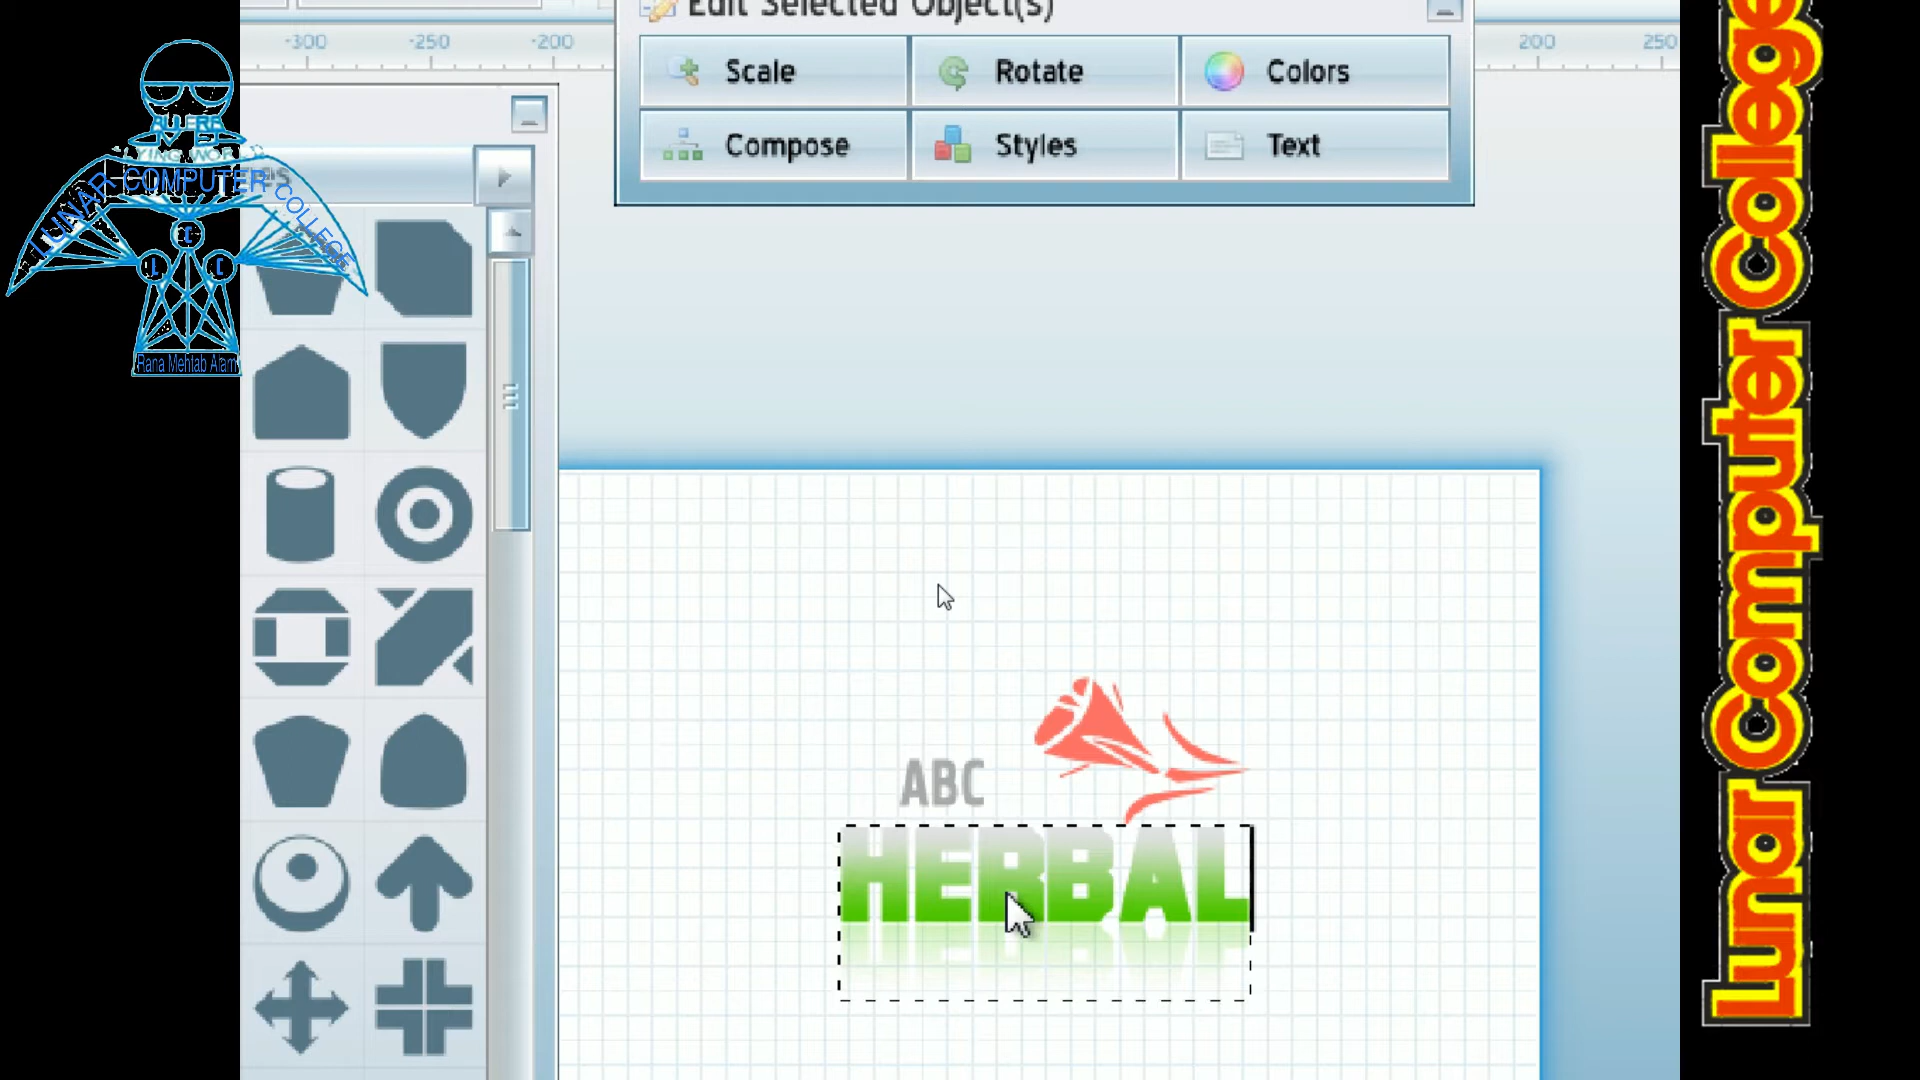 Edit Selected Object(s)
-300 -250 -200 200 250
Scale Rotate Colors
Compose Styles Text
LUNAR COMPUTER COLLEGE
Rana Mehtab Alam
ABC
HERBAL
Lunar Computer College